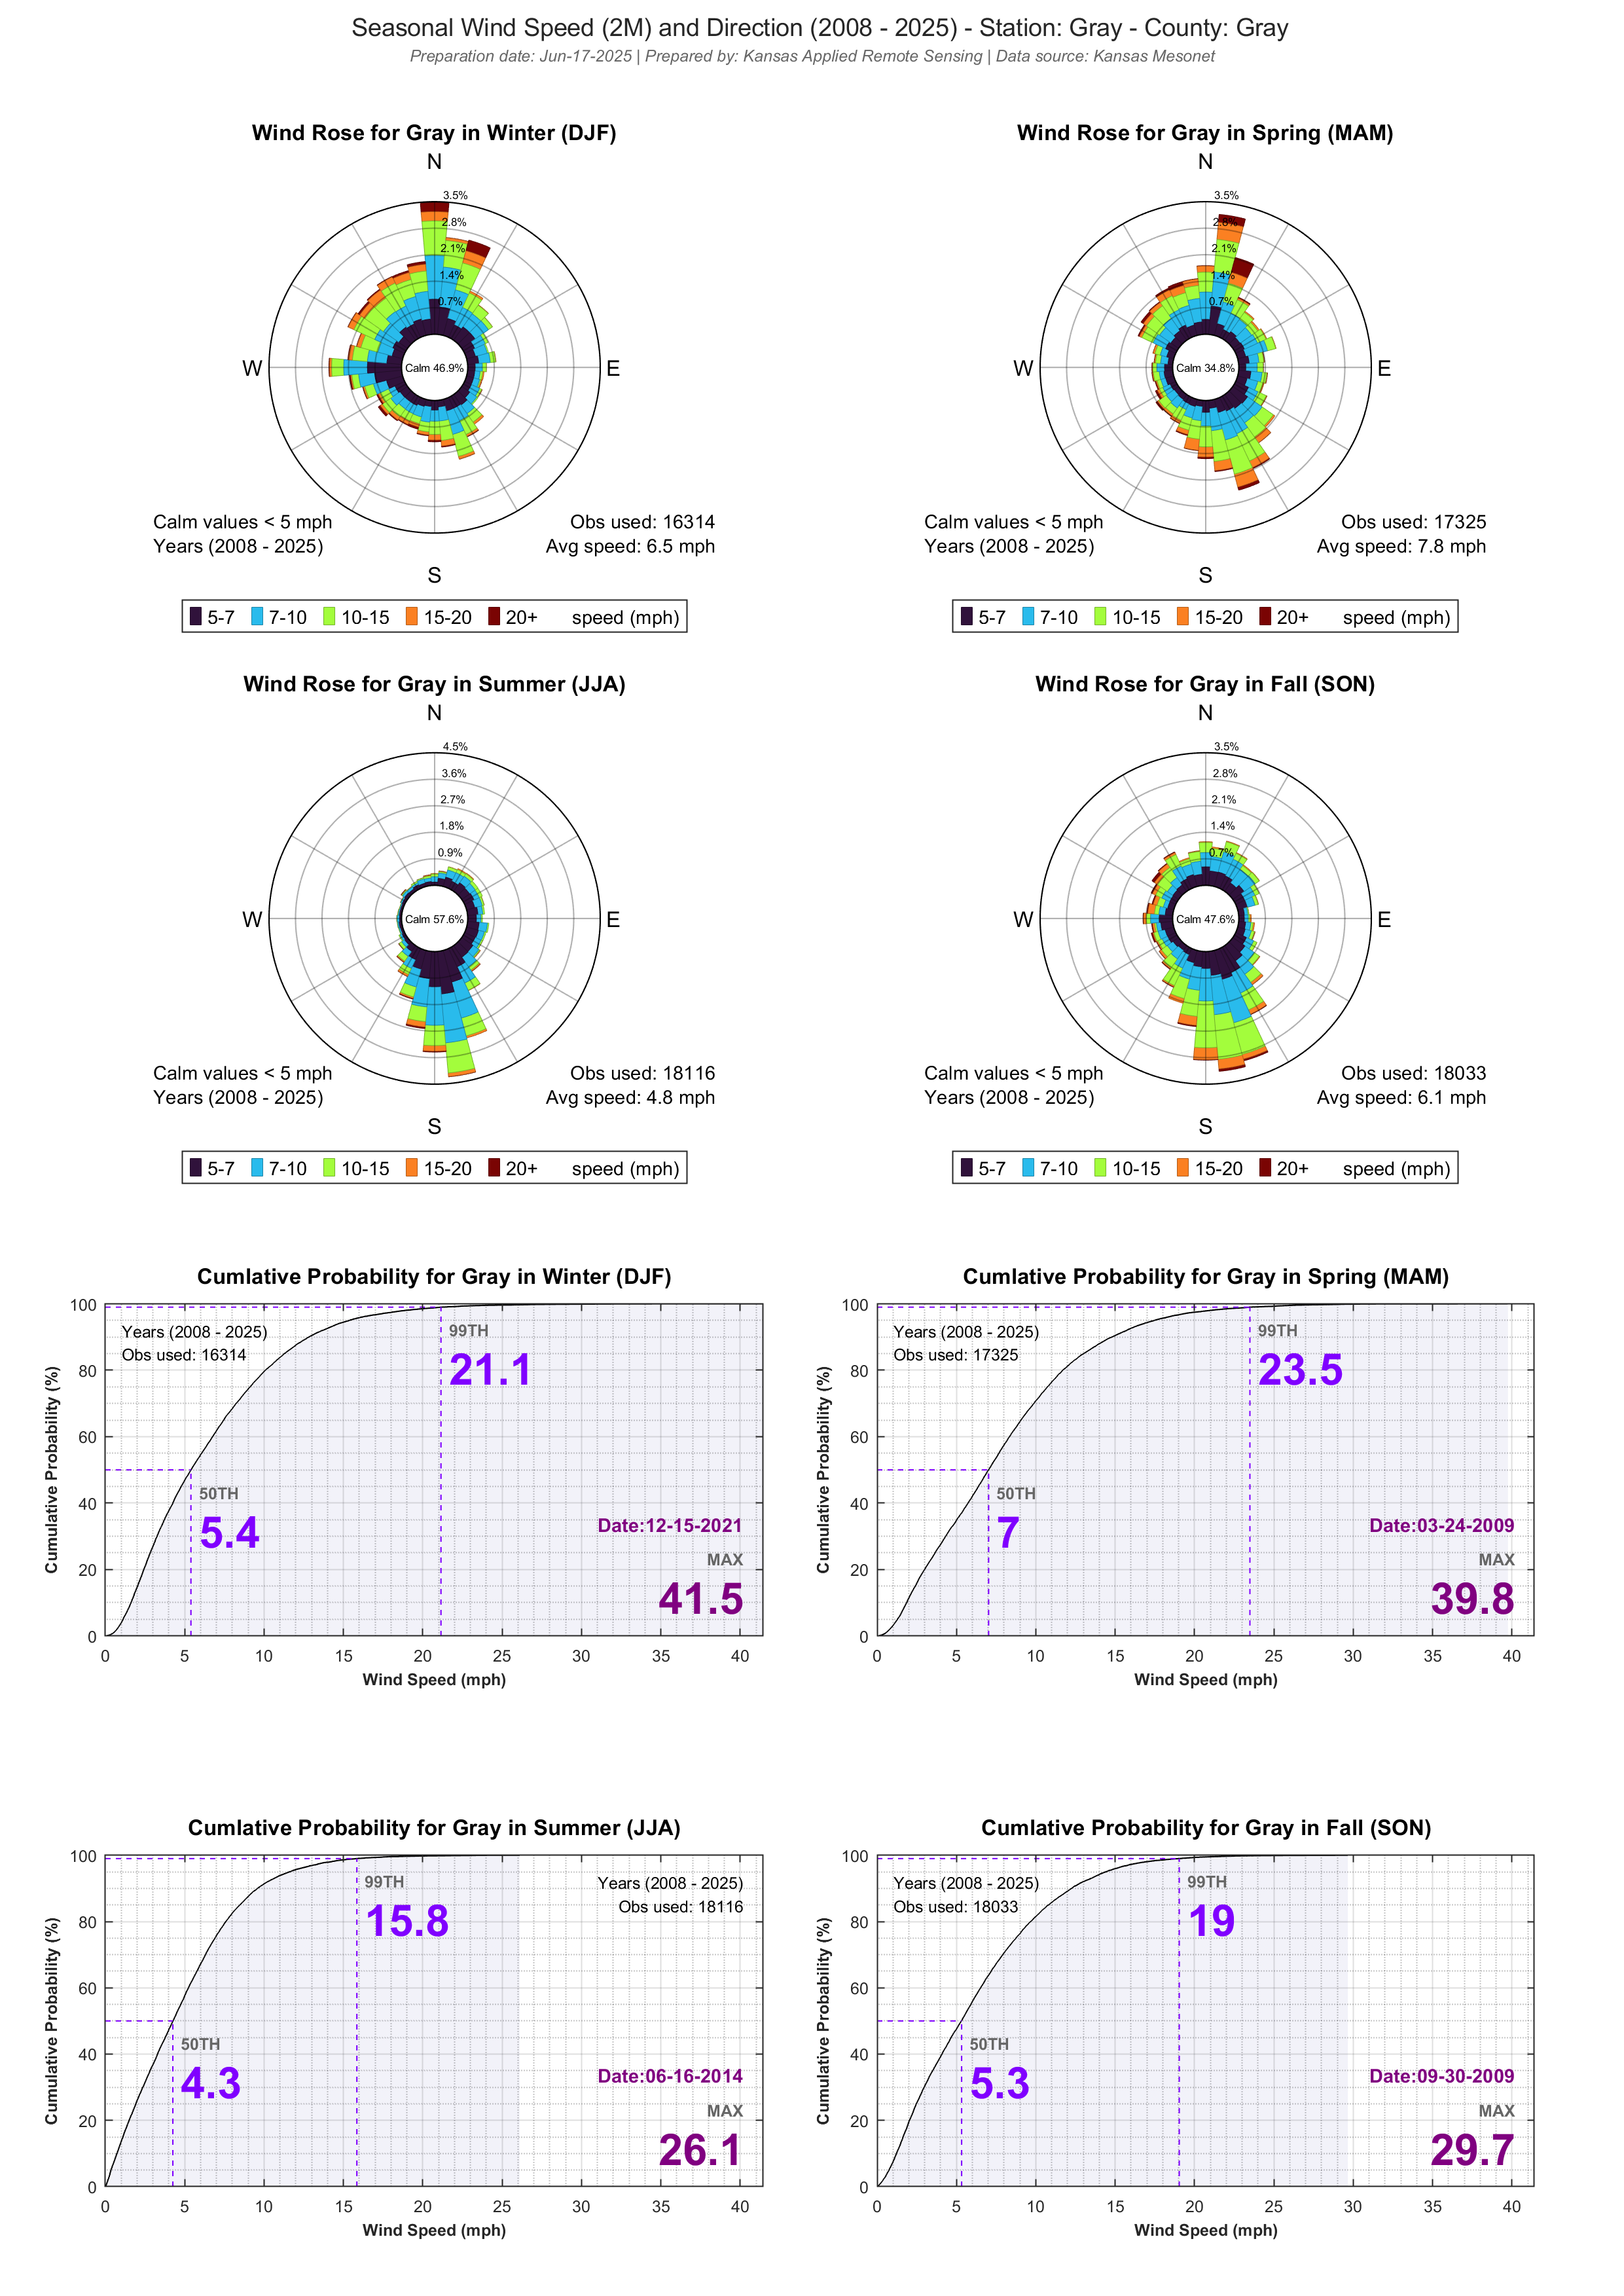 Seasonal Wind Speed (2M) and Direction (2008 - 2025) - Station: Gray - County: Gray
Preparation date: Jun-17-2025 | Prepared by: Kansas Applied Remote Sensing | Data source: Kansas Mesonet
Wind Rose for Gray in Winter (DJF)
N
3.5%
2.8%
2.1%
1.4%
0.7%
W
Calm 46.9%
E
Calm values < 5 mph
Years (2008 - 2025)
Obs used: 16314
Avg speed: 6.5 mph
S
5-7 7-10 10-15 15-20 20+ speed (mph)
Wind Rose for Gray in Spring (MAM)
N
3.5%
2.8%
2.1%
1.4%
0.7%
W
Calm 34.8%
E
Calm values < 5 mph
Years (2008 - 2025)
Obs used: 17325
Avg speed: 7.8 mph
S
5-7 7-10 10-15 15-20 20+ speed (mph)
Wind Rose for Gray in Summer (JJA)
N
4.5%
3.6%
2.7%
1.8%
0.9%
W
Calm 57.6%
E
Calm values < 5 mph
Years (2008 - 2025)
Obs used: 18116
Avg speed: 4.8 mph
S
5-7 7-10 10-15 15-20 20+ speed (mph)
Wind Rose for Gray in Fall (SON)
N
3.5%
2.8%
2.1%
1.4%
0.7%
W
Calm 47.6%
E
Calm values < 5 mph
Years (2008 - 2025)
Obs used: 18033
Avg speed: 6.1 mph
S
5-7 7-10 10-15 15-20 20+ speed (mph)
Cumlative Probability for Gray in Winter (DJF)
Cumulative Probability (%)
100
80
60
40
20
0
Years (2008 - 2025)
Obs used: 16314
99TH
21.1
50TH
5.4
Date:12-15-2021
MAX
41.5
0 5 10 15 20 25 30 35 40
Wind Speed (mph)
Cumlative Probability for Gray in Spring (MAM)
Cumulative Probability (%)
100
80
60
40
20
0
Years (2008 - 2025)
Obs used: 17325
99TH
23.5
50TH
7
Date:03-24-2009
MAX
39.8
0 5 10 15 20 25 30 35 40
Wind Speed (mph)
Cumlative Probability for Gray in Summer (JJA)
Cumulative Probability (%)
100
80
60
40
20
0
99TH
15.8
Years (2008 - 2025)
Obs used: 18116
50TH
4.3
Date:06-16-2014
MAX
26.1
0 5 10 15 20 25 30 35 40
Wind Speed (mph)
Cumlative Probability for Gray in Fall (SON)
Cumulative Probability (%)
100
80
60
40
20
0
Years (2008 - 2025)
Obs used: 18033
99TH
19
50TH
5.3
Date:09-30-2009
MAX
29.7
0 5 10 15 20 25 30 35 40
Wind Speed (mph)